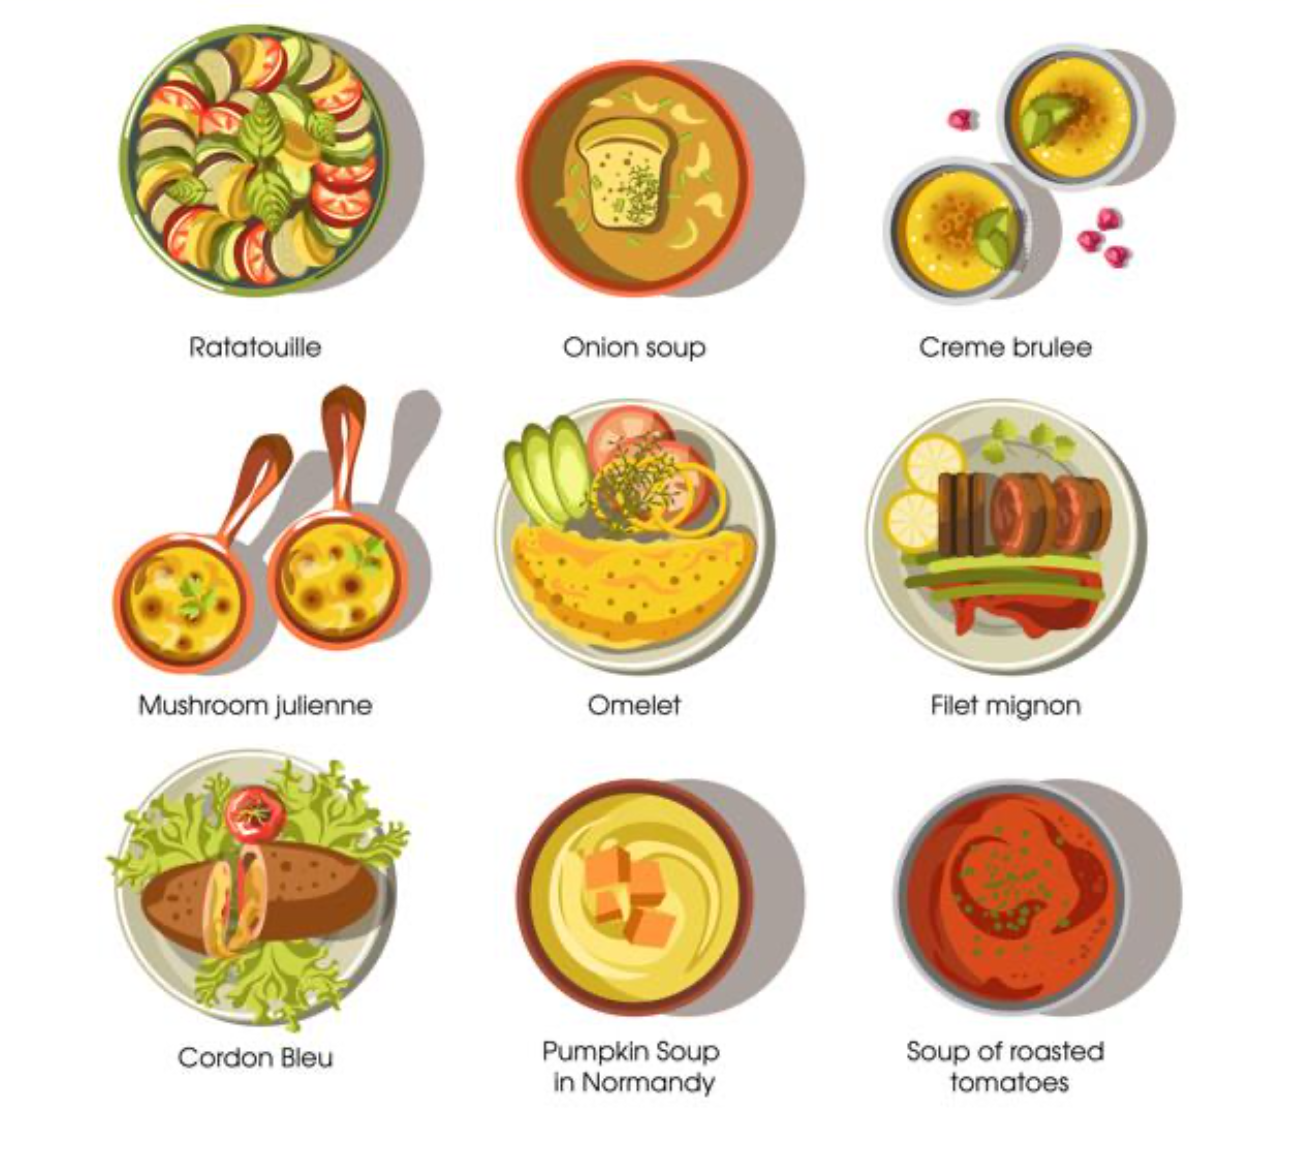 Ratatouille
Onion soup
Creme brulee
Mushroom julienne
Omelet
Filet mignon
Cordon Bleu
Pumpkin Soup
in Normandy
Soup of roasted
tomatoes